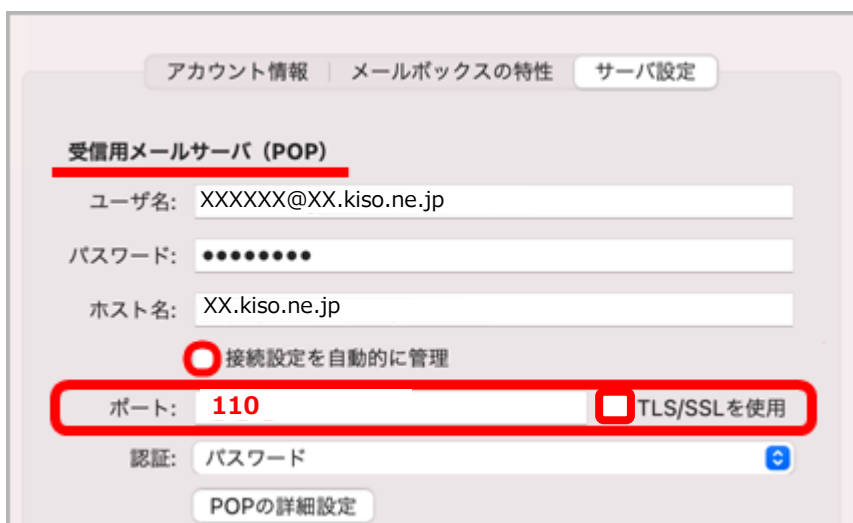 アカウント情報 メールボックスの特性 サーバ設定
受信用メールサーバ（POP）
ユーザ名: XXXXXX@XX.kiso.ne.jp
パスワード: ●●●●●●●●
ホスト名: XX.kiso.ne.jp
接続設定を自動的に管理
ポート: 110 TLS/SSLを使用
認証: パスワード
POPの詳細設定